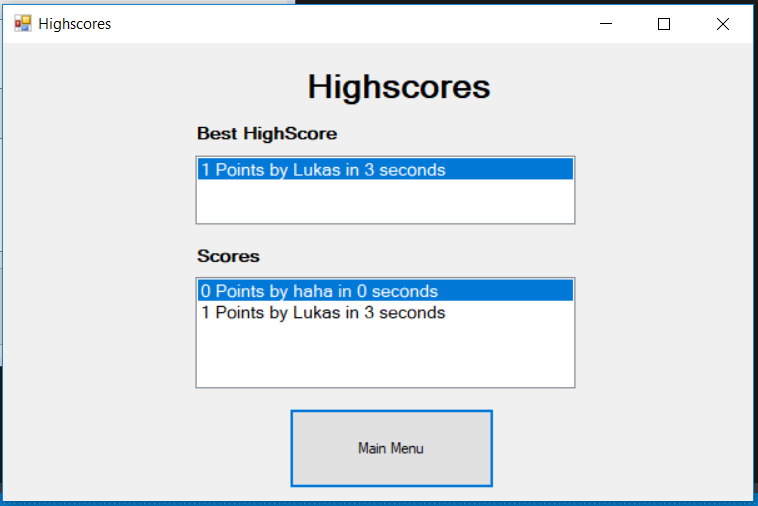 Highscores
Highscores
Best HighScore
1 Points by Lukas in 3 seconds
Scores
0 Points by haha in 0 seconds
1 Points by Lukas in 3 seconds
Main Menu